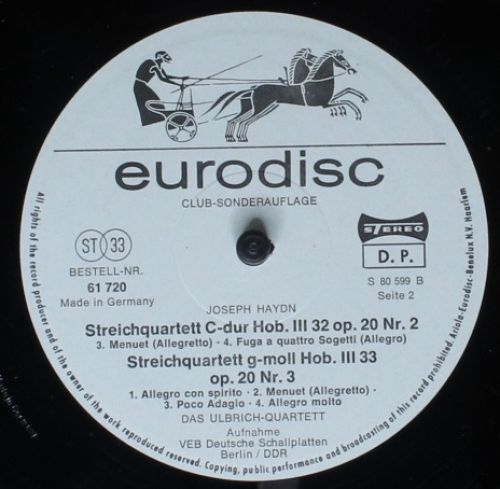 eurodisc
CLUB-SONDERAUFLAGE
ST 33
BESTELL-NR.
61 720
Made in Germany
STEREO
D. P.
S 80 599 B
Seite 2
JOSEPH HAYDN
Streichquartett C-dur Hob. III 32 op. 20 Nr. 2
3. Menuet (Allegretto) · 4. Fuga a quattro Sogetti (Allegro)
Streichquartett g-moll Hob. III 33
op. 20 Nr. 3
1. Allegro con spirito · 2. Menuet (Allegretto) ·
3. Poco Adagio · 4. Allegro molto
DAS ULBRICH-QUARTETT
Aufnahme
VEB Deutsche Schallplatten
Berlin / DDR
All rights of the record producer and of the owner of the work reproduced reserved. Copying, public performance and broadcasting of this record prohibited. Ariola-Eurodisc-Benelux N.V. Haarlem